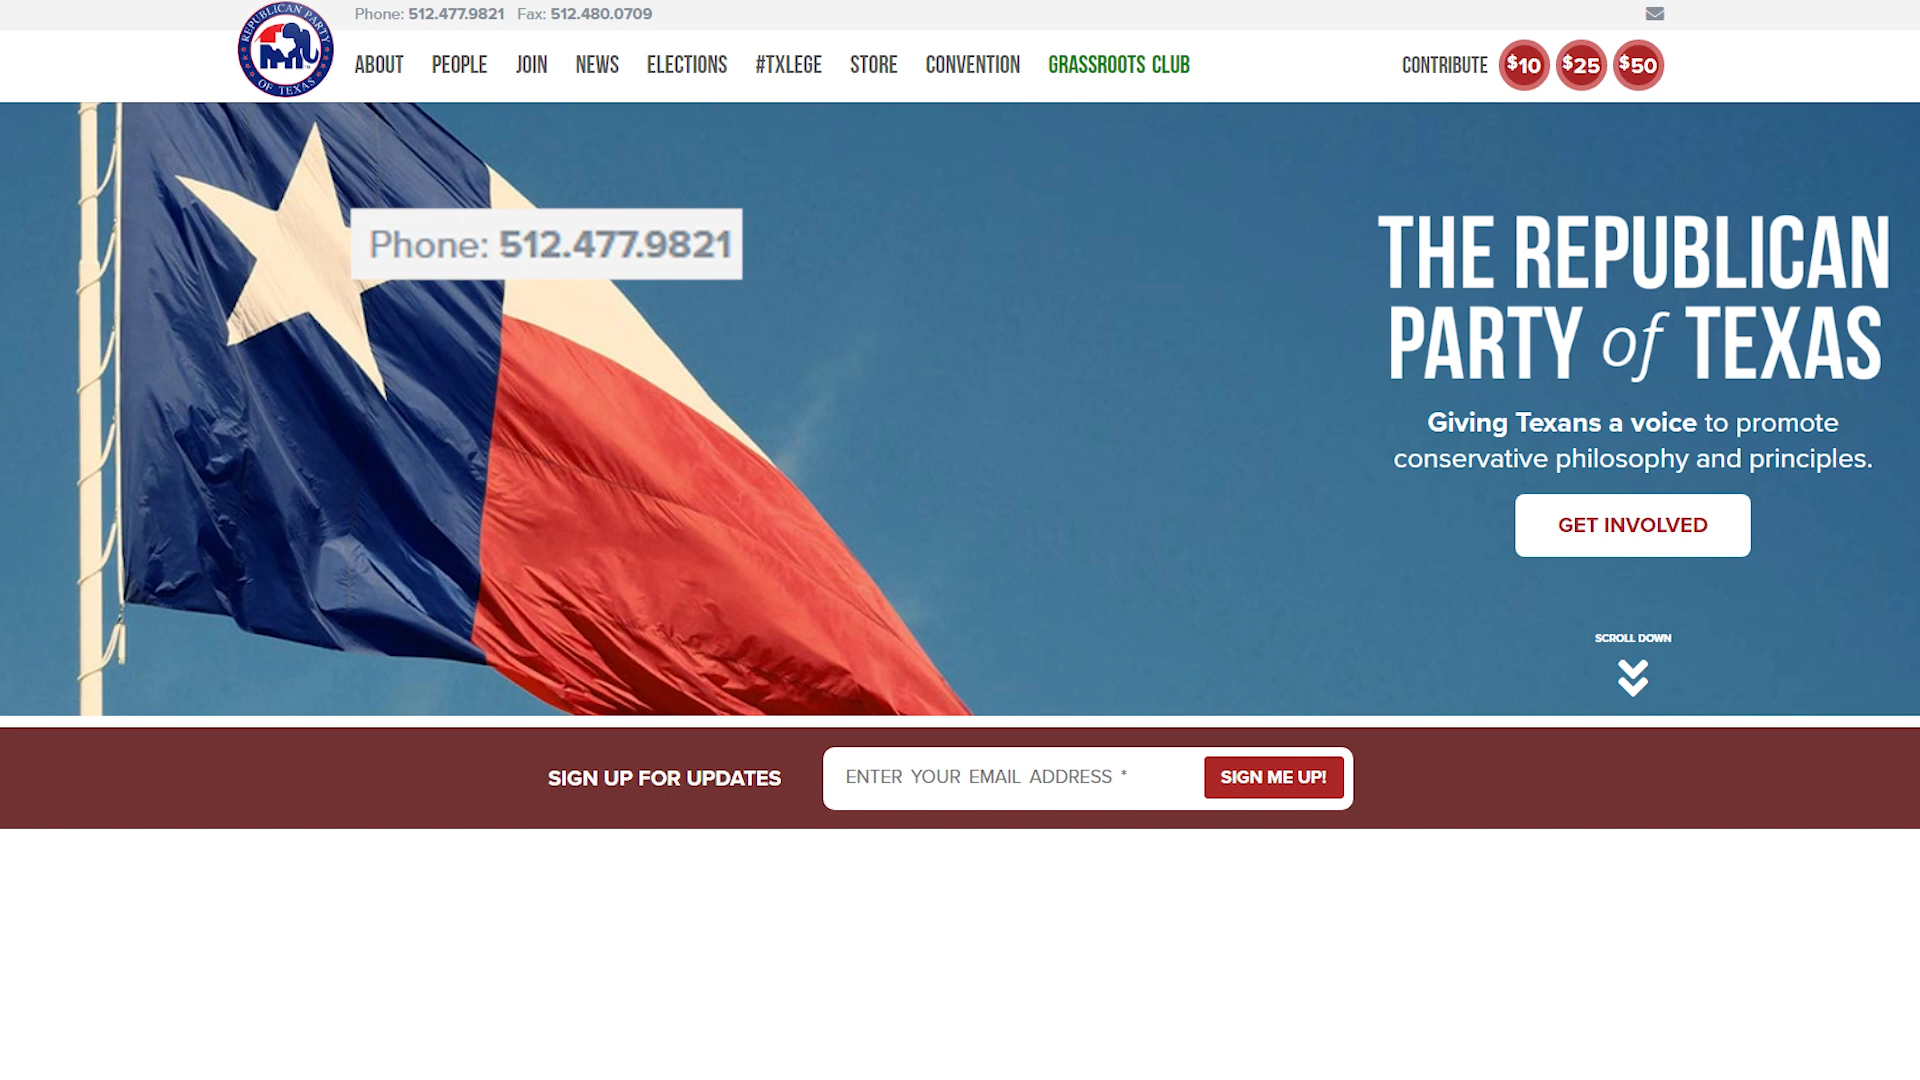 Phone: 512.477.9821 Fax: 512.480.0709
REPUBLICAN PARTY OF TEXAS
ABOUT PEOPLE JOIN NEWS ELECTIONS #TXLEGE STORE CONVENTION GRASSROOTS CLUB CONTRIBUTE $10 $25 $50
Phone: 512.477.9821
THE REPUBLICAN
PARTY of TEXAS
Giving Texans a voice to promote
conservative philosophy and principles.
GET INVOLVED
SCROLL DOWN
SIGN UP FOR UPDATES ENTER YOUR EMAIL ADDRESS * SIGN ME UP!